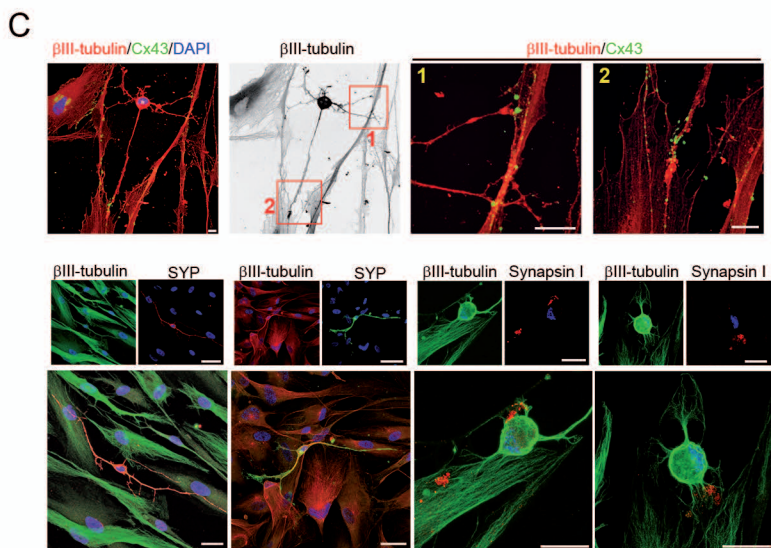 C
βIII-tubulin/Cx43/DAPI
βIII-tubulin
βIII-tubulin/Cx43
1
2
1
2
βIII-tubulin SYP
βIII-tubulin SYP
βIII-tubulin Synapsin I
βIII-tubulin Synapsin I